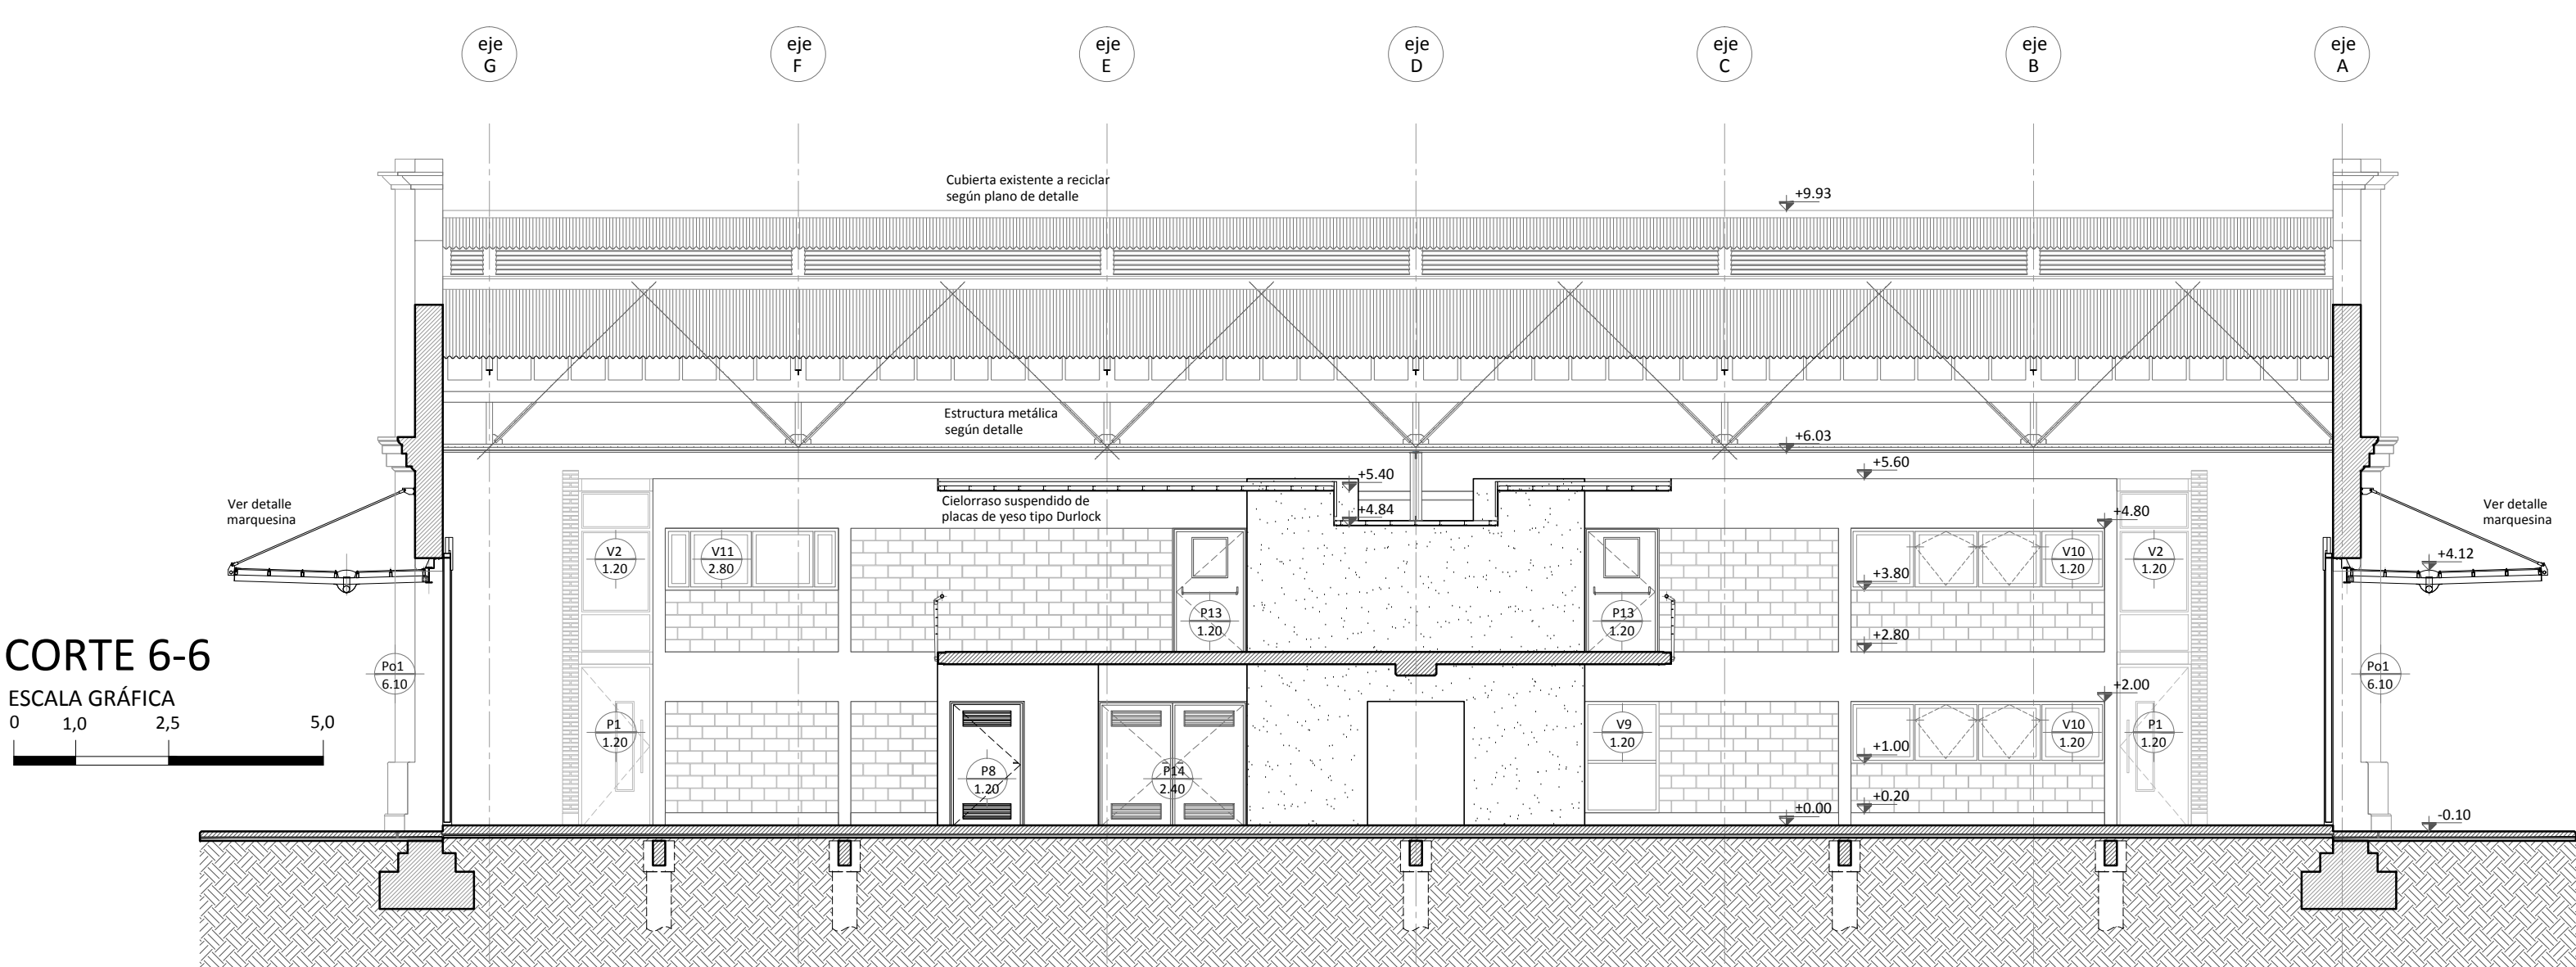 eje
G
eje
F
eje
E
eje
D
eje
C
eje
B
eje
A
Cubierta existente a reciclar
según plano de detalle
+9.93
Estructura metálica
según detalle
+6.03
+5.60
+5.40
Cielorraso suspendido de
placas de yeso tipo Durlock
+4.84
+4.80
Ver detalle
marquesina
Ver detalle
marquesina
V2
1.20
V11
2.80
V10
1.20
V2
1.20
+4.12
+3.80
P13
1.20
P13
1.20
+2.80
CORTE 6-6
ESCALA GRÁFICA
0 1,0 2,5 5,0
Po1
6.10
Po1
6.10
+2.00
P1
1.20
V9
1.20
V10
1.20
P1
1.20
+1.00
P8
1.20
P14
2.40
+0.20
+0.00
-0.10